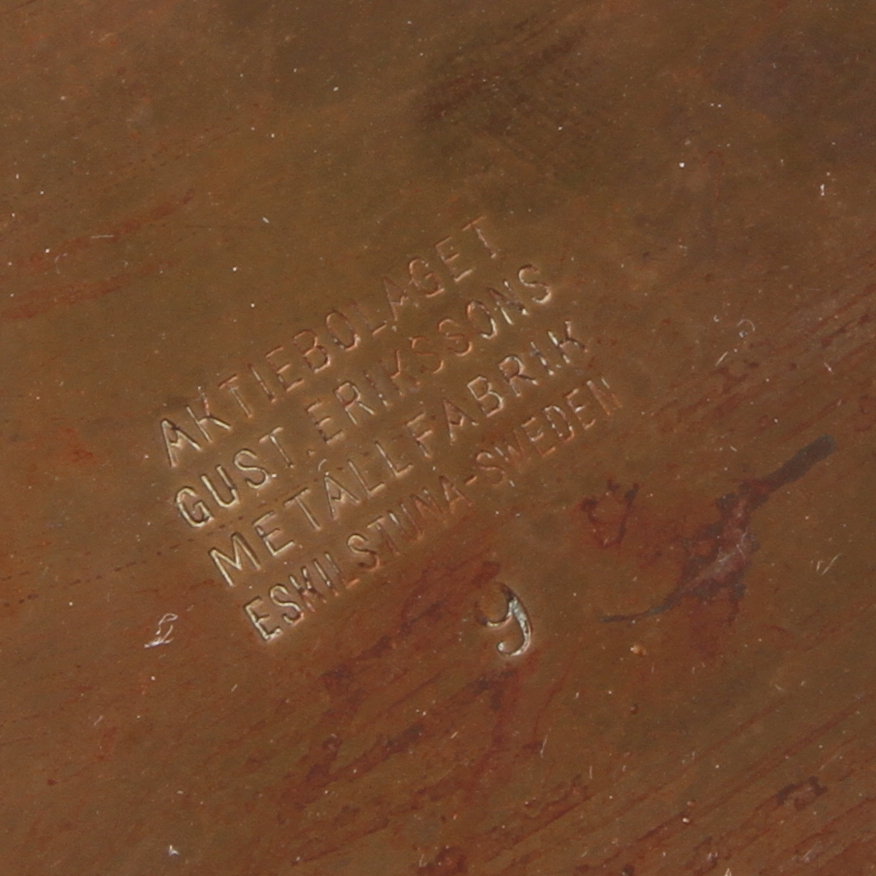 AKTIEBOLAGET
GUST. ERIKSSONS
METALLFABRIK
ESKILSTUNA-SWEDEN
9